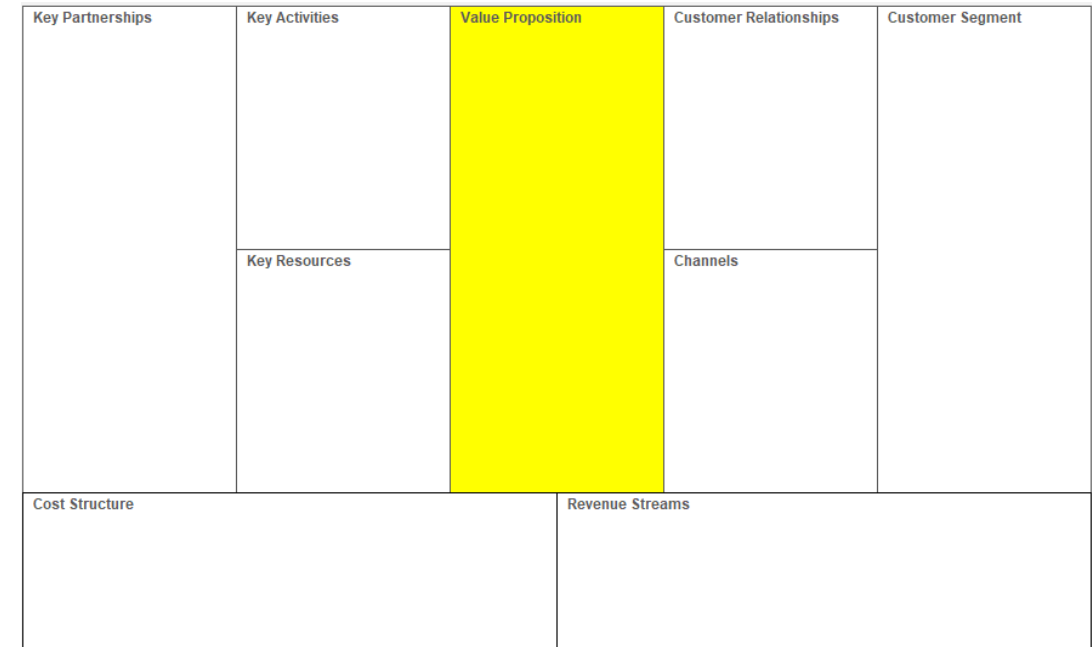 Key Partnerships
Key Activities
Value Proposition
Customer Relationships
Customer Segment
Key Resources
Channels
Cost Structure
Revenue Streams